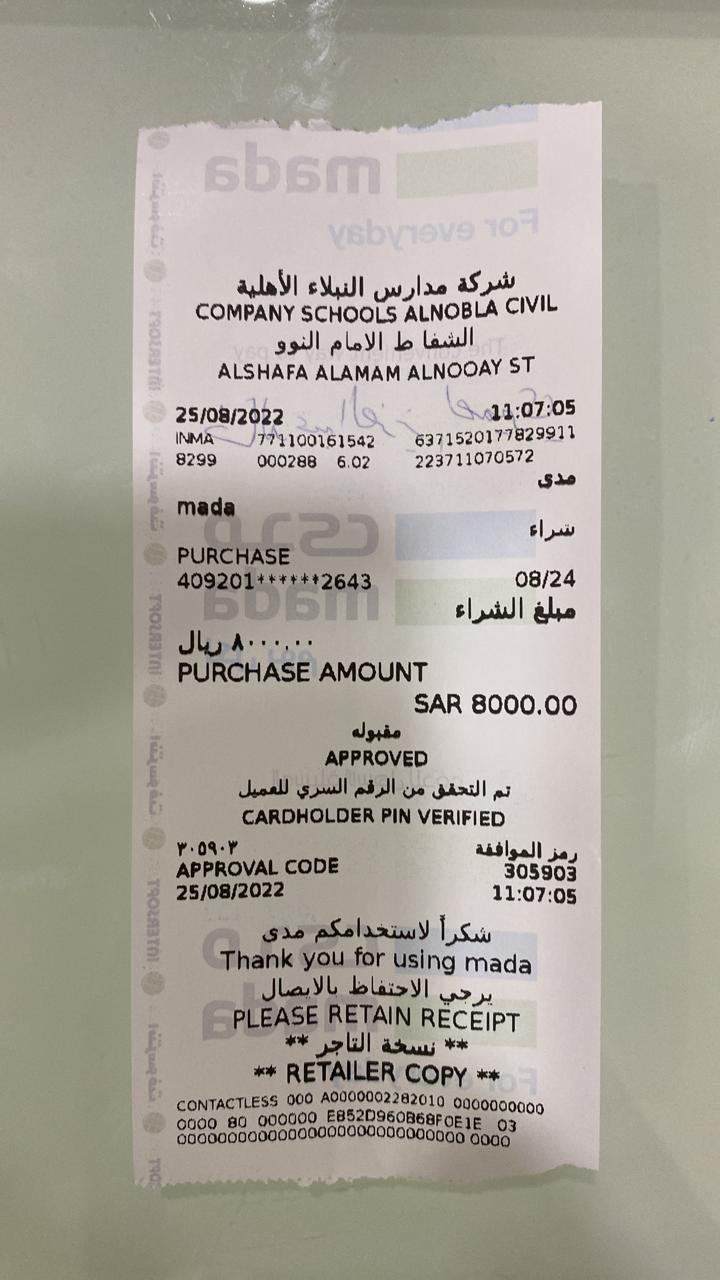 mada
For everyday
شركة مدارس النبلاء الأهلية
COMPANY SCHOOLS ALNOBLA CIVIL
الشفا ط الامام النوو
ALSHAFA ALAMAM ALNOOAY ST
25/08/2022 11:07:05
INMA 771100161542 6371520177829911
8299 000288 6.02 223711070572
مدى
mada
شراء
PURCHASE
409201******2643 08/24
مبلغ الشراء
٨٠٠٠,٠٠ ريال
PURCHASE AMOUNT
SAR 8000.00
مقبوله
APPROVED
تم التحقق من الرقم السري للعميل
CARDHOLDER PIN VERIFIED
٣٠٥٩٠٣ رمز الموافقة
APPROVAL CODE 305903
25/08/2022 11:07:05
شكراً لاستخدامكم مدى
Thank you for using mada
يرجي الاحتفاظ بالايصال
PLEASE RETAIN RECEIPT
** نسخة التاجر **
** RETAILER COPY **
CONTACTLESS 000 A0000002282010 0000000000
0000 80 000000 E852D960B68F0E1E 03